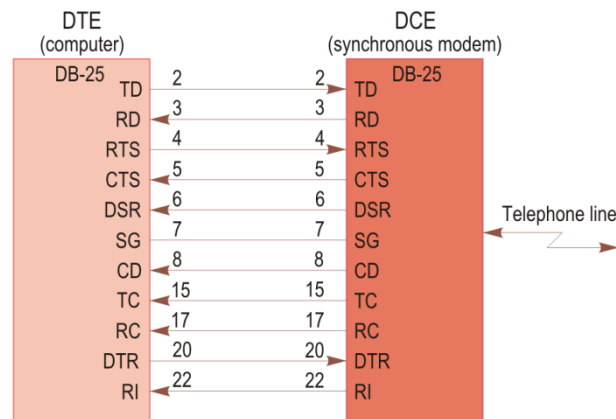 DTE
(computer)
DCE
(synchronous modem)
DB-25
DB-25
TD 2 2 TD
RD 3 3 RD
RTS 4 4 RTS
CTS 5 5 CTS
DSR 6 6 DSR
SG 7 7 SG
CD 8 8 CD
TC 15 15 TC
RC 17 17 RC
DTR 20 20 DTR
RI 22 22 RI
Telephone line